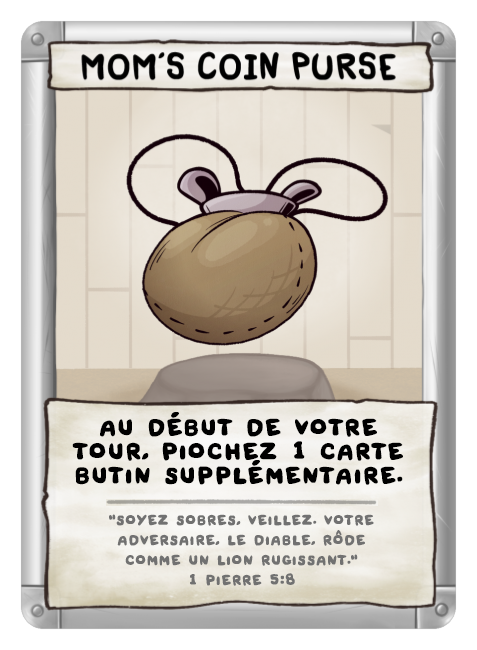 MOM'S COIN PURSE
AU DÉBUT DE VOTRE
TOUR, PIOCHEZ 1 CARTE
BUTIN SUPPLÉMENTAIRE.
"SOYEZ SOBRES, VEILLEZ. VOTRE
ADVERSAIRE, LE DIABLE, RÔDE
COMME UN LION RUGISSANT."
1 PIERRE 5:8